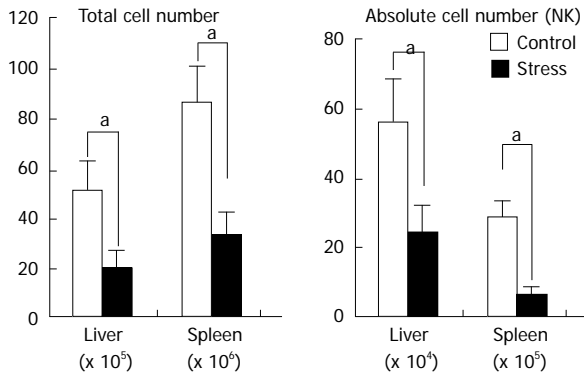 Total cell number
120
100
80
60
40
20
0
a
a
Liver
(x 10⁵)
Spleen
(x 10⁶)
Absolute cell number (NK)
Control
Stress
80
60
40
20
0
a
a
Liver
(x 10⁴)
Spleen
(x 10⁵)